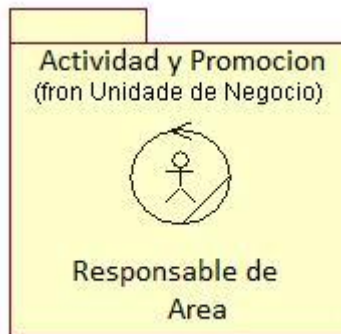 Actividad y Promocion
(fron Unidade de Negocio)
Responsable de
Area